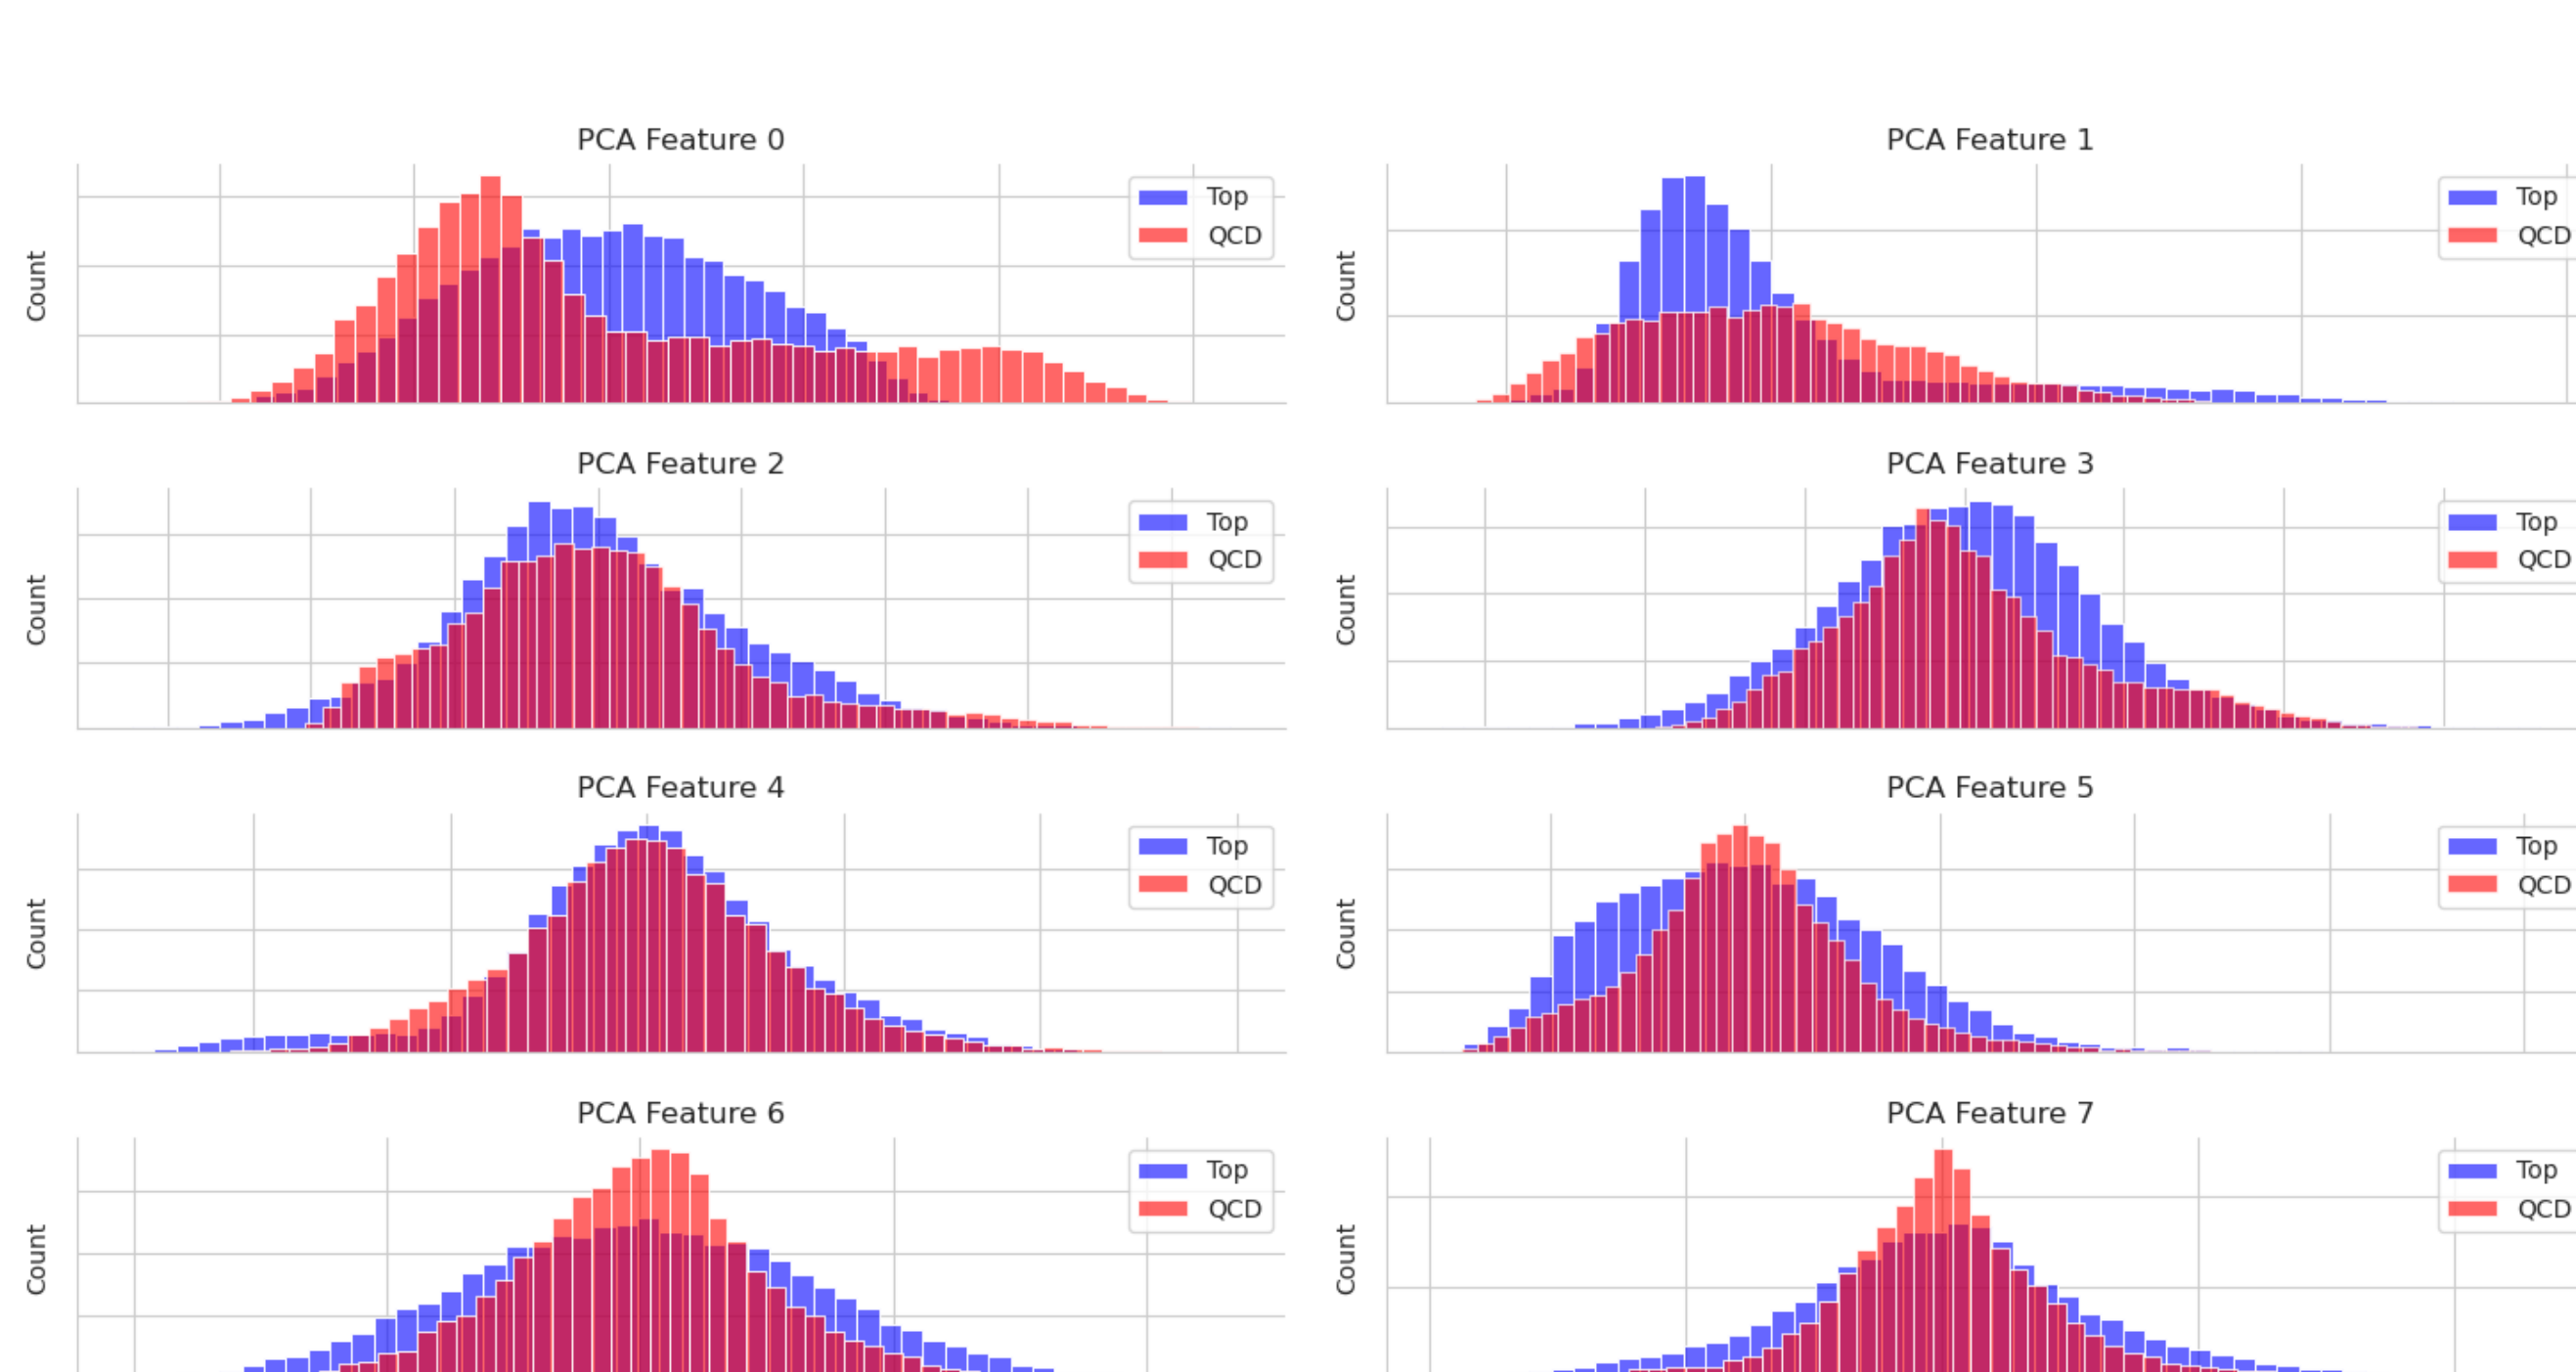 PCA Feature 0
Count
Top
QCD
PCA Feature 1
Count
Top
QCD
PCA Feature 2
Count
Top
QCD
PCA Feature 3
Count
Top
QCD
PCA Feature 4
Count
Top
QCD
PCA Feature 5
Count
Top
QCD
PCA Feature 6
Count
Top
QCD
PCA Feature 7
Count
Top
QCD